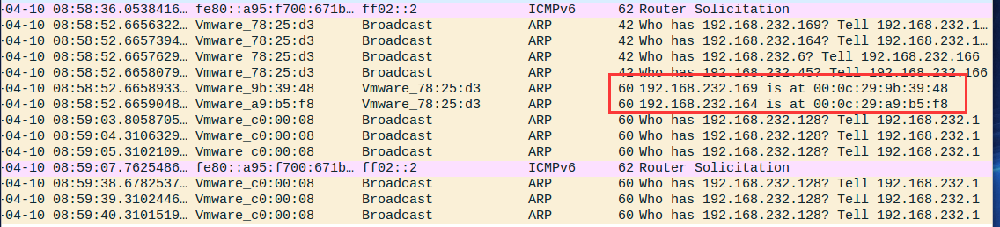 -04-10 08:58:36.0538416… fe80::a95:f700:671b… ff02::2 ICMPv6 62 Router Solicitation
-04-10 08:58:52.6656322… Vmware_78:25:d3 Broadcast ARP 42 Who has 192.168.232.169? Tell 192.168.232.1…
-04-10 08:58:52.6657394… Vmware_78:25:d3 Broadcast ARP 42 Who has 192.168.232.164? Tell 192.168.232.1…
-04-10 08:58:52.6657629… Vmware_78:25:d3 Broadcast ARP 42 Who has 192.168.232.6? Tell 192.168.232.166
-04-10 08:58:52.6658079… Vmware_78:25:d3 Broadcast ARP 42 Who has 192.168.232.45? Tell 192.168.232.166
-04-10 08:58:52.6658933… Vmware_9b:39:48 Vmware_78:25:d3 ARP 60 192.168.232.169 is at 00:0c:29:9b:39:48
-04-10 08:58:52.6659048… Vmware_a9:b5:f8 Vmware_78:25:d3 ARP 60 192.168.232.164 is at 00:0c:29:a9:b5:f8
-04-10 08:59:03.8058705… Vmware_c0:00:08 Broadcast ARP 60 Who has 192.168.232.128? Tell 192.168.232.1
-04-10 08:59:04.3106329… Vmware_c0:00:08 Broadcast ARP 60 Who has 192.168.232.128? Tell 192.168.232.1
-04-10 08:59:05.3102109… Vmware_c0:00:08 Broadcast ARP 60 Who has 192.168.232.128? Tell 192.168.232.1
-04-10 08:59:07.7625486… fe80::a95:f700:671b… ff02::2 ICMPv6 62 Router Solicitation
-04-10 08:59:38.6782537… Vmware_c0:00:08 Broadcast ARP 60 Who has 192.168.232.128? Tell 192.168.232.1
-04-10 08:59:39.3102446… Vmware_c0:00:08 Broadcast ARP 60 Who has 192.168.232.128? Tell 192.168.232.1
-04-10 08:59:40.3101519… Vmware_c0:00:08 Broadcast ARP 60 Who has 192.168.232.128? Tell 192.168.232.1